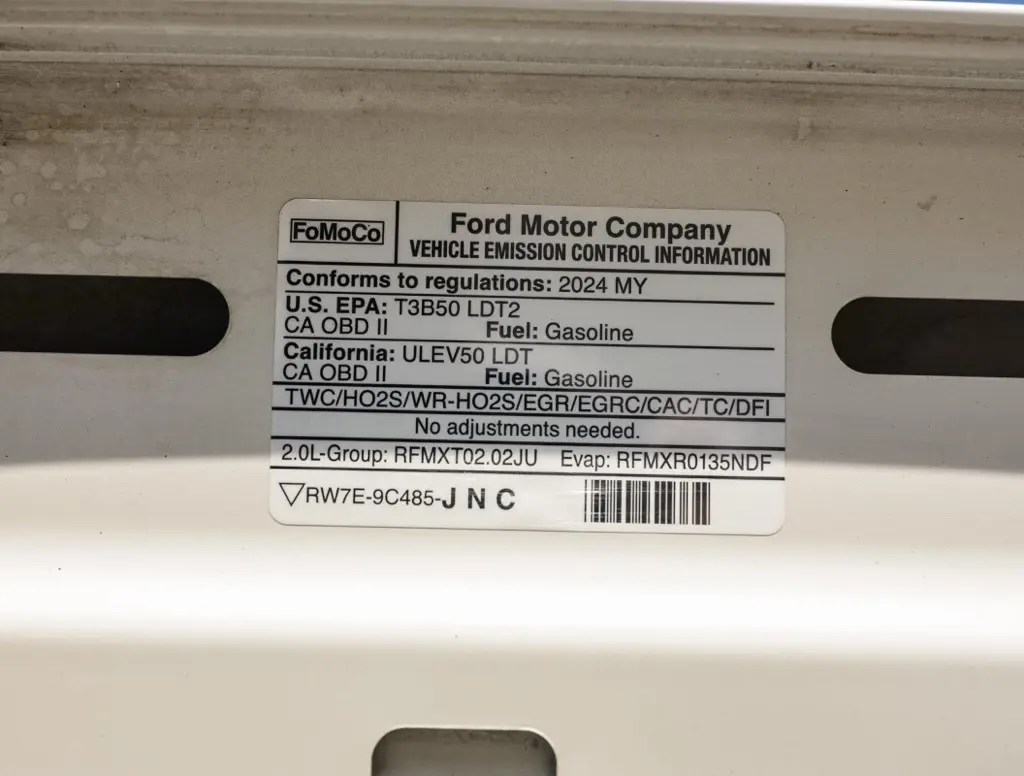 FoMoCo
Ford Motor Company
VEHICLE EMISSION CONTROL INFORMATION
Conforms to regulations: 2024 MY
U.S. EPA: T3B50 LDT2
CA OBD II Fuel: Gasoline
California: ULEV50 LDT
CA OBD II Fuel: Gasoline
TWC/HO2S/WR-HO2S/EGR/EGRC/CAC/TC/DFI
No adjustments needed.
2.0L-Group: RFMXT02.02JU Evap: RFMXR0135NDF
RW7E-9C485-J N C